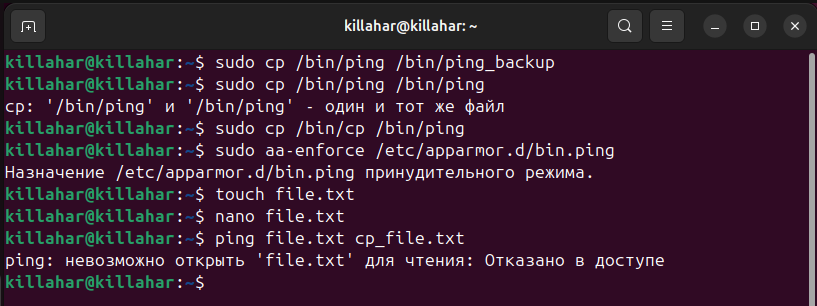 killahar@killahar: ~
killahar@killahar:~$ sudo cp /bin/ping /bin/ping_backup
killahar@killahar:~$ sudo cp /bin/ping /bin/ping
cp: '/bin/ping' и '/bin/ping' - один и тот же файл
killahar@killahar:~$ sudo cp /bin/cp /bin/ping
killahar@killahar:~$ sudo aa-enforce /etc/apparmor.d/bin.ping
Назначение /etc/apparmor.d/bin.ping принудительного режима.
killahar@killahar:~$ touch file.txt
killahar@killahar:~$ nano file.txt
killahar@killahar:~$ ping file.txt cp_file.txt
ping: невозможно открыть 'file.txt' для чтения: Отказано в доступе
killahar@killahar:~$